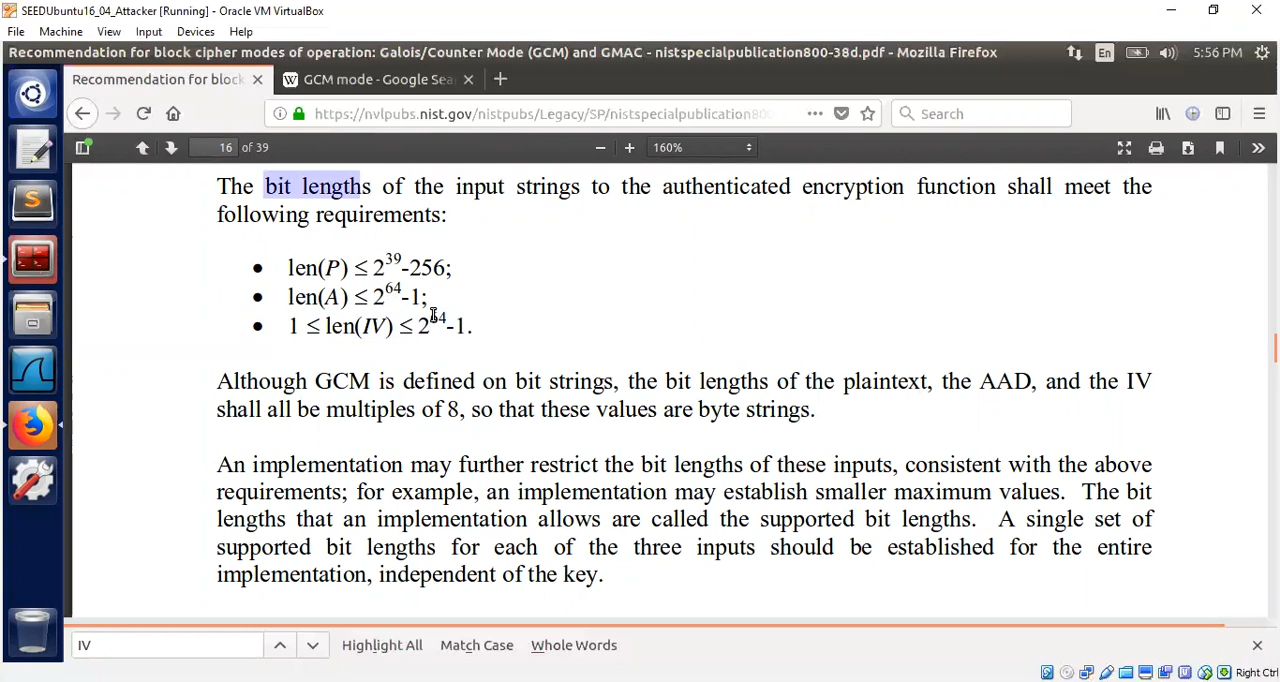 SEEDUbuntu16_04_Attacker [Running] - Oracle VM VirtualBox
File Machine View Input Devices Help
Recommendation for block cipher modes of operation: Galois/Counter Mode (GCM) and GMAC - nistspecialpublication800-38d.pdf - Mozilla Firefox En 5:56 PM
Recommendation for block W GCM mode - Google Sea
https://nvlpubs.nist.gov/nistpubs/Legacy/SP/nistspecialpublication800 Search
16 of 39 160%
The bit lengths of the input strings to the authenticated encryption function shall meet the
following requirements:
• len(P) ≤ 2³⁹-256;
• len(A) ≤ 2⁶⁴-1;
• 1 ≤ len(IV) ≤ 2⁶⁴-1.
Although GCM is defined on bit strings, the bit lengths of the plaintext, the AAD, and the IV
shall all be multiples of 8, so that these values are byte strings.
An implementation may further restrict the bit lengths of these inputs, consistent with the above
requirements; for example, an implementation may establish smaller maximum values. The bit
lengths that an implementation allows are called the supported bit lengths. A single set of
supported bit lengths for each of the three inputs should be established for the entire
implementation, independent of the key.
IV Highlight All Match Case Whole Words
Right Ctrl